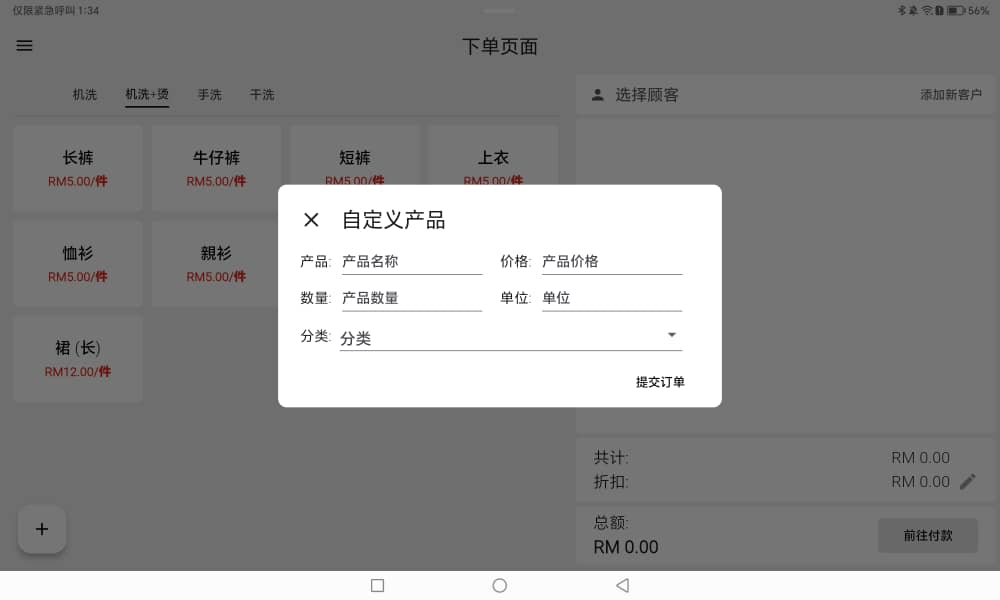 仅限紧急呼叫 1:34
56%
下单页面
机洗 机洗+烫 手洗 干洗
选择顾客 添加新客户
长裤 牛仔裤 短裤 上衣
RM5.00/件 RM5.00/件 RM5.00/件 RM5.00/件
自定义产品
产品: 产品名称 价格: 产品价格
数量: 产品数量 单位: 单位
分类: 分类
提交订单
恤衫 親衫
RM5.00/件 RM5.00/件
裙 (长)
RM12.00/件
共计: RM 0.00
折扣: RM 0.00
总额:
RM 0.00
前往付款
+